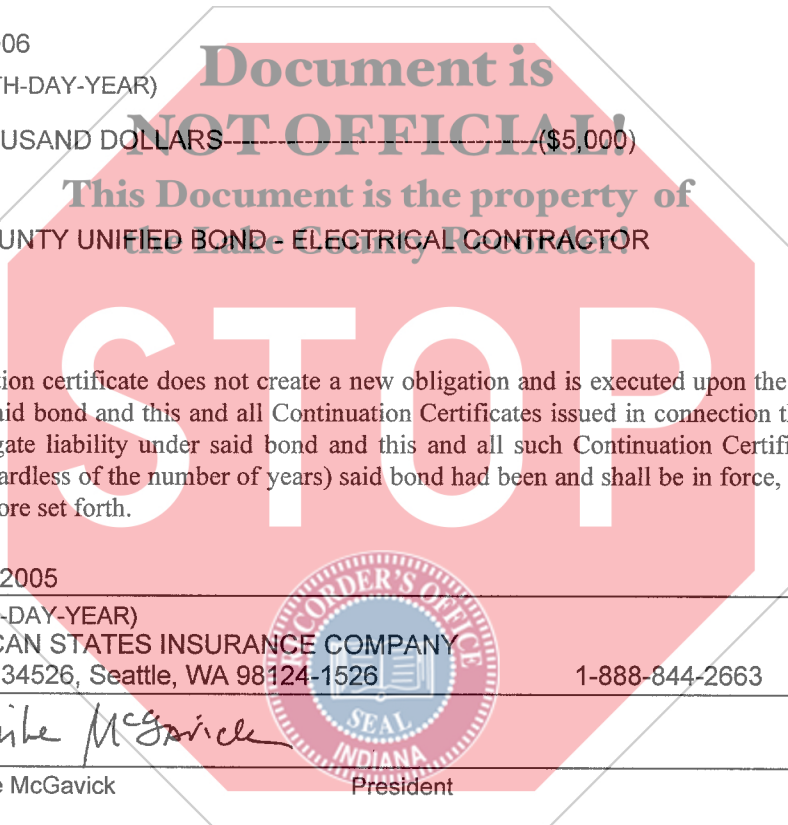 06
Document is
TH-DAY-YEAR)
NOT OFFICIAL!
USAND DOLLARS------------------------------------($5,000)
This Document is the property of
the Lake County Recorder!
UNTY UNIFIED BOND - ELECTRICAL CONTRACTOR
STOP
tion certificate does not create a new obligation and is executed upon the
aid bond and this and all Continuation Certificates issued in connection th
gate liability under said bond and this and all such Continuation Certifi
ardless of the number of years) said bond had been and shall be in force,
ore set forth.
2005
-DAY-YEAR)
CAN STATES INSURANCE COMPANY
34526, Seattle, WA 98124-1526 1-888-844-2663
RECORDER'S OFFICE
SEAL
INDIANA
ike McGavick
e McGavick President